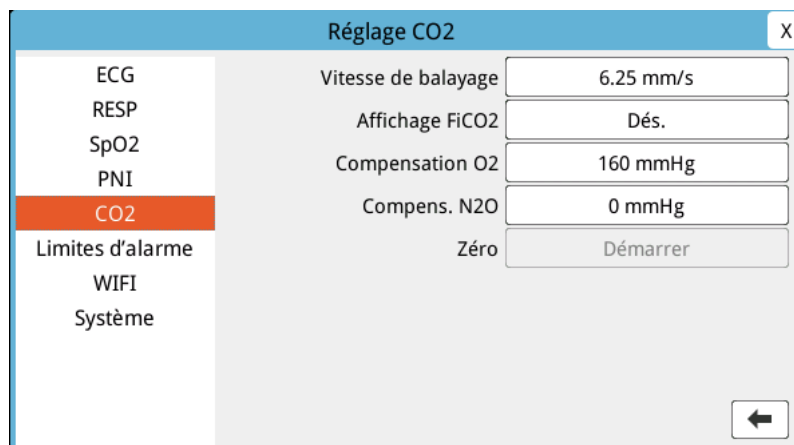 Réglage CO2
X
ECG
RESP
SpO2
PNI
CO2
Limites d’alarme
WIFI
Système
Vitesse de balayage 6.25 mm/s
Affichage FiCO2 Dés.
Compensation O2 160 mmHg
Compens. N2O 0 mmHg
Zéro Démarrer